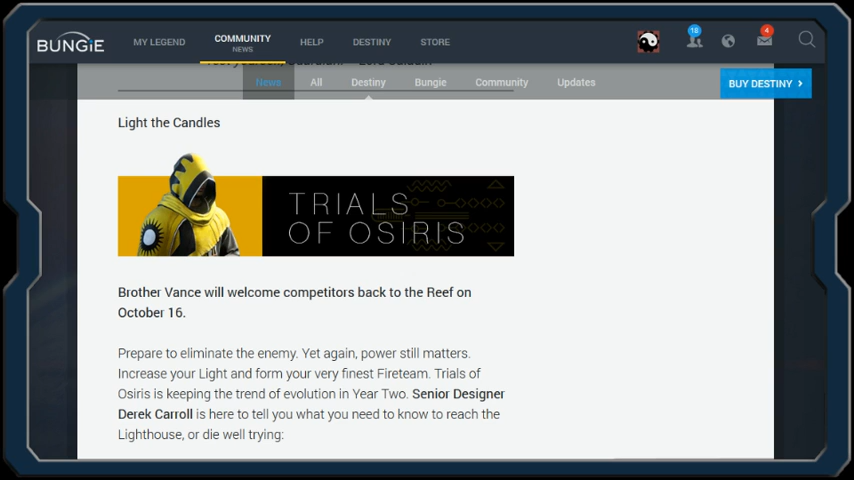 BUNGiE
MY LEGEND
COMMUNITY
NEWS
HELP
DESTINY
STORE
18
4
News
All
Destiny
Bungie
Community
Updates
BUY DESTINY
Light the Candles
TRIALS
OF OSIRIS
Brother Vance will welcome competitors back to the Reef on
October 16.
Prepare to eliminate the enemy. Yet again, power still matters.
Increase your Light and form your very finest Fireteam. Trials of
Osiris is keeping the trend of evolution in Year Two. Senior Designer
Derek Carroll is here to tell you what you need to know to reach the
Lighthouse, or die well trying: